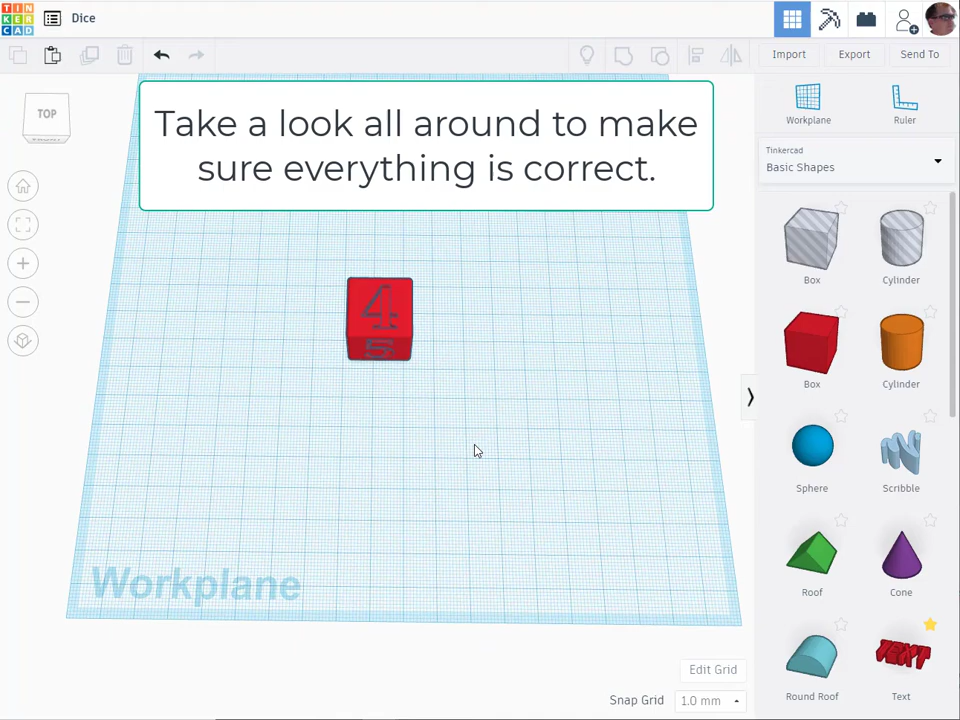 TIN
KER
CAD
Dice
Import
Export
Send To
TOP
Take a look all around to make
sure everything is correct.
Workplane
Ruler
Tinkercad
Basic Shapes
Box
Cylinder
4
5
Box
Cylinder
Sphere
Scribble
Workplane
Roof
Cone
TEXT
Edit Grid
Round Roof
Text
Snap Grid
1.0 mm